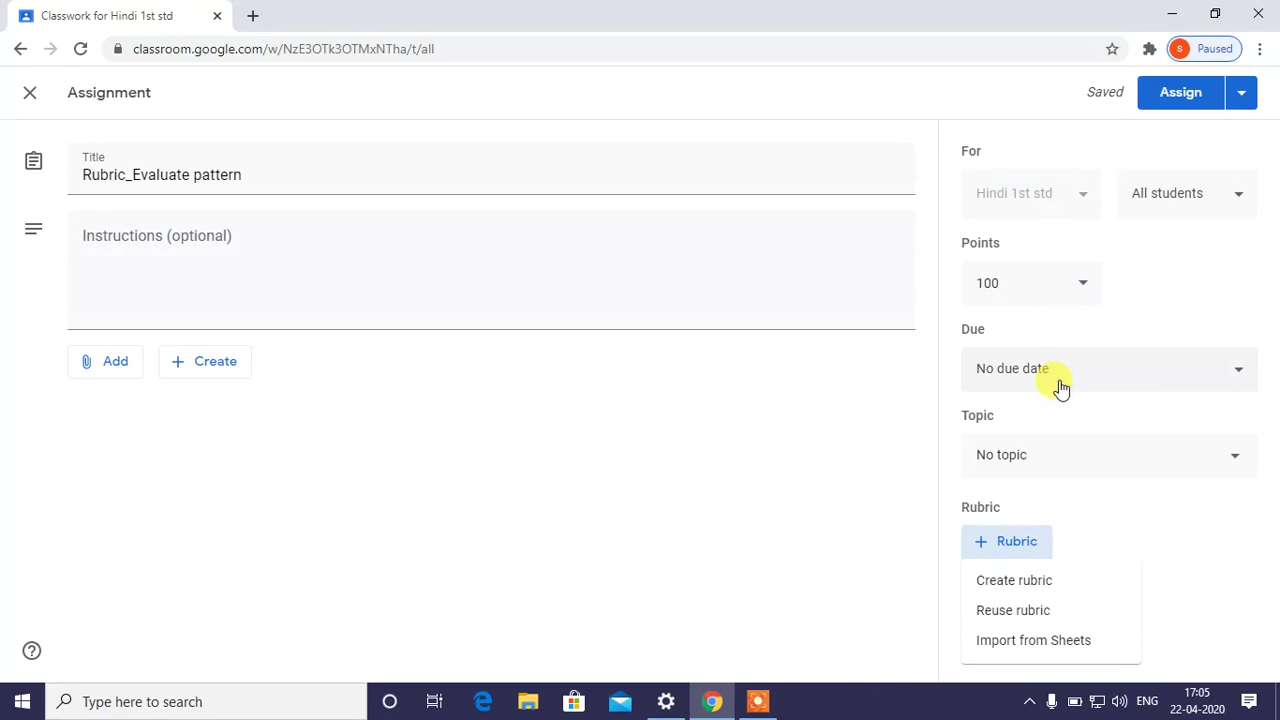 Classwork for Hindi 1st std
classroom.google.com/w/NzE3OTk3OTMxNTha/t/all
S Paused
Assignment
Saved
Assign
Title
Rubric_Evaluate pattern
Instructions (optional)
Add
Create
For
Hindi 1st std
All students
Points
100
Due
No due date
Topic
No topic
Rubric
+ Rubric
Create rubric
Reuse rubric
Import from Sheets
Type here to search
ENG
17:05
22-04-2020